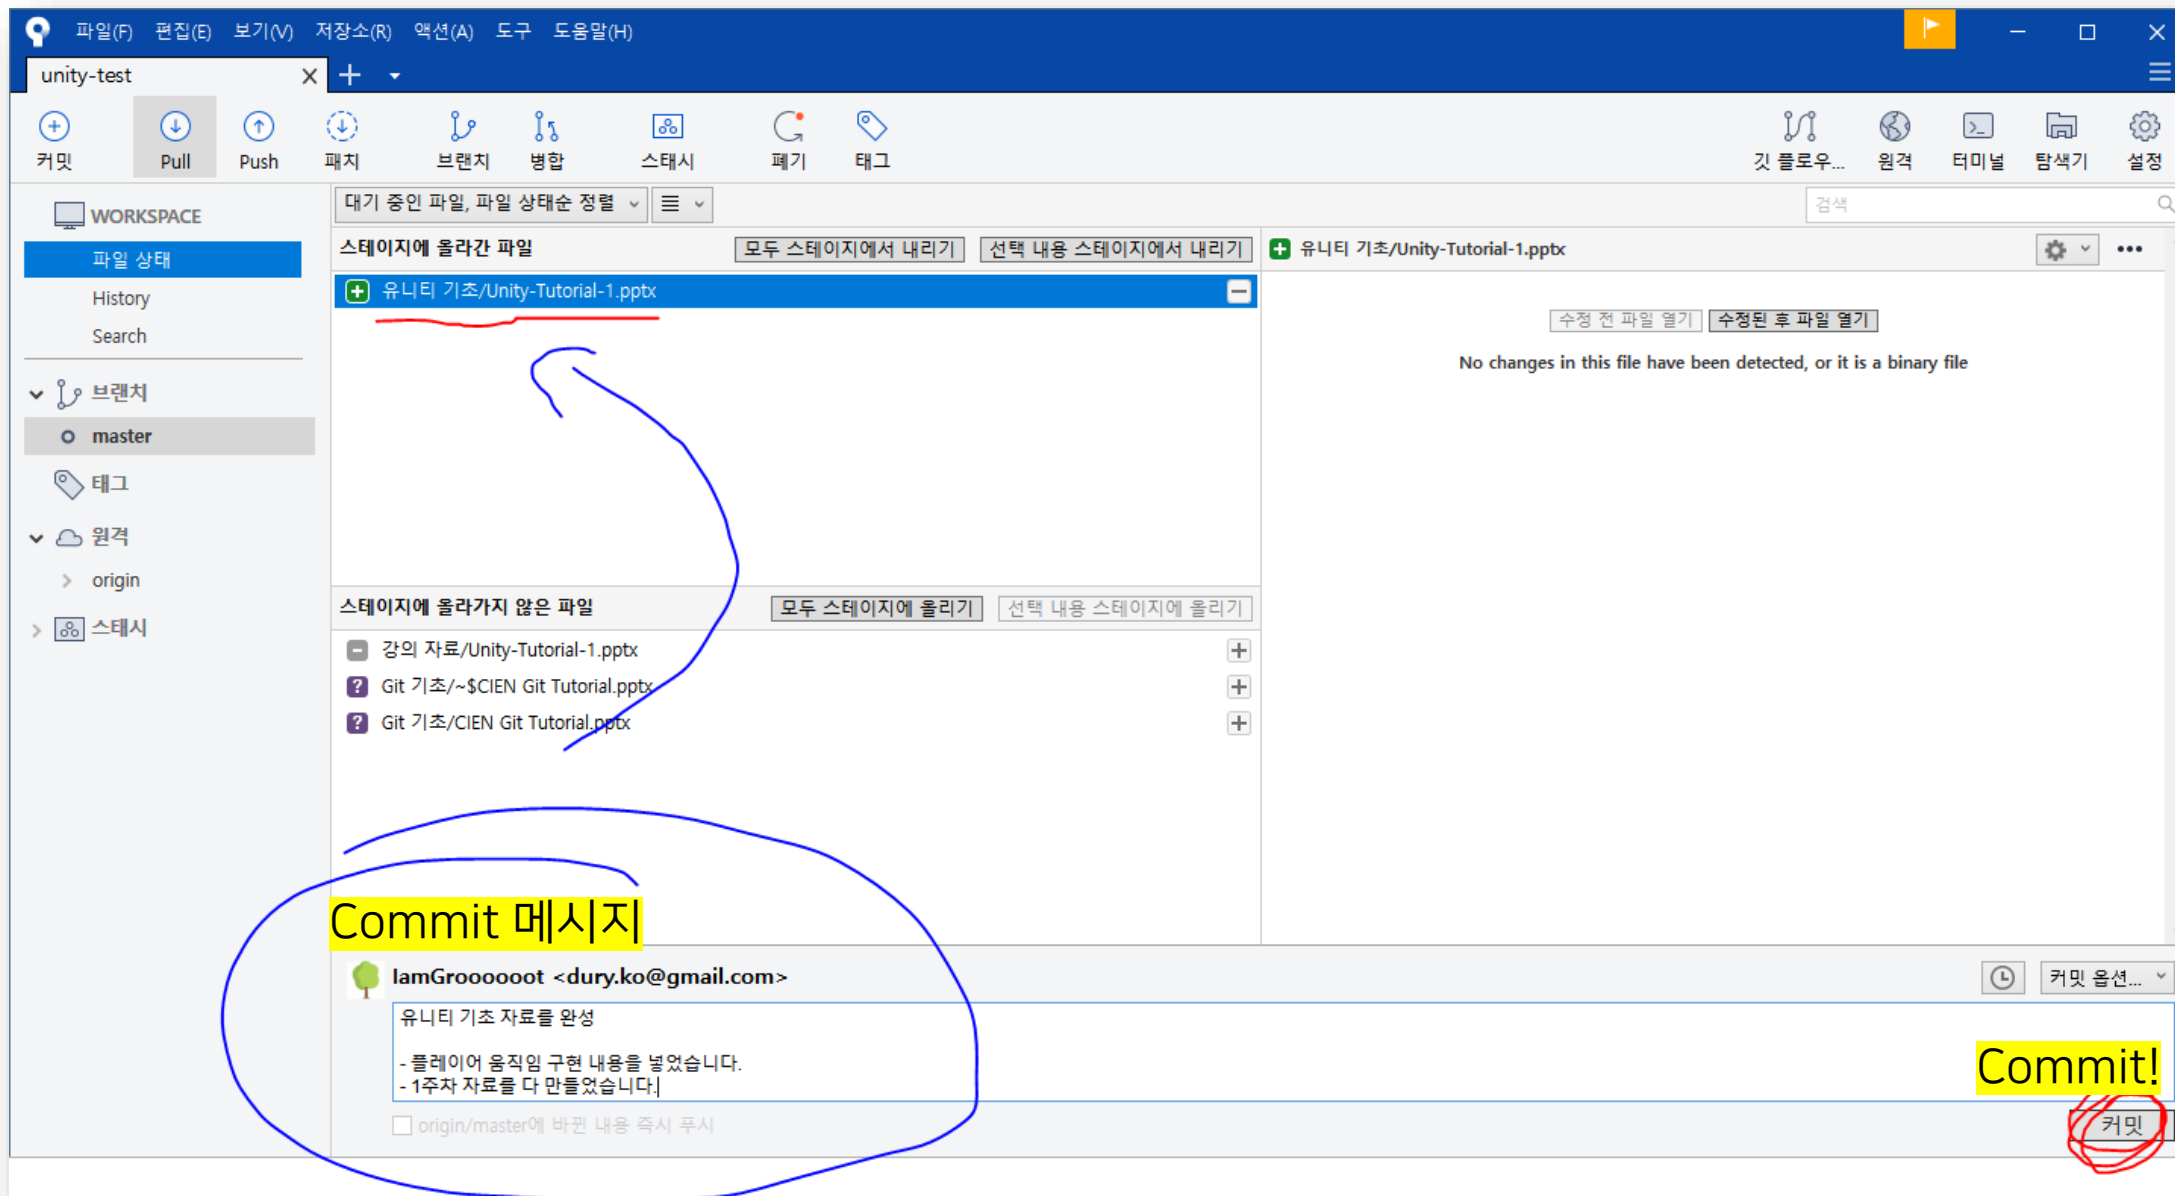 파일(F) 편집(E) 보기(V) 저장소(R) 액션(A) 도구 도움말(H)
unity-test
커밋 Pull Push 패치 브랜치 병합 스태시 폐기 태그 깃 플로우... 원격 터미널 탐색기 설정
WORKSPACE
파일 상태
History
Search
브랜치
master
태그
원격
origin
스태시
대기 중인 파일, 파일 상태순 정렬
검색
스테이지에 올라간 파일 모두 스테이지에서 내리기 선택 내용 스테이지에서 내리기
유니티 기초/Unity-Tutorial-1.pptx
스테이지에 올라가지 않은 파일 모두 스테이지에 올리기 선택 내용 스테이지에 올리기
강의 자료/Unity-Tutorial-1.pptx
Git 기초/~$CIEN Git Tutorial.pptx
Git 기초/CIEN Git Tutorial.pptx
유니티 기초/Unity-Tutorial-1.pptx
수정 전 파일 열기 수정된 후 파일 열기
No changes in this file have been detected, or it is a binary file
Commit 메시지
IamGroooooot <dury.ko@gmail.com>
커밋 옵션...
유니티 기초 자료를 완성
- 플레이어 움직임 구현 내용을 넣었습니다.
- 1주차 자료를 다 만들었습니다.
Commit!
origin/master에 바뀐 내용 즉시 푸시
커밋